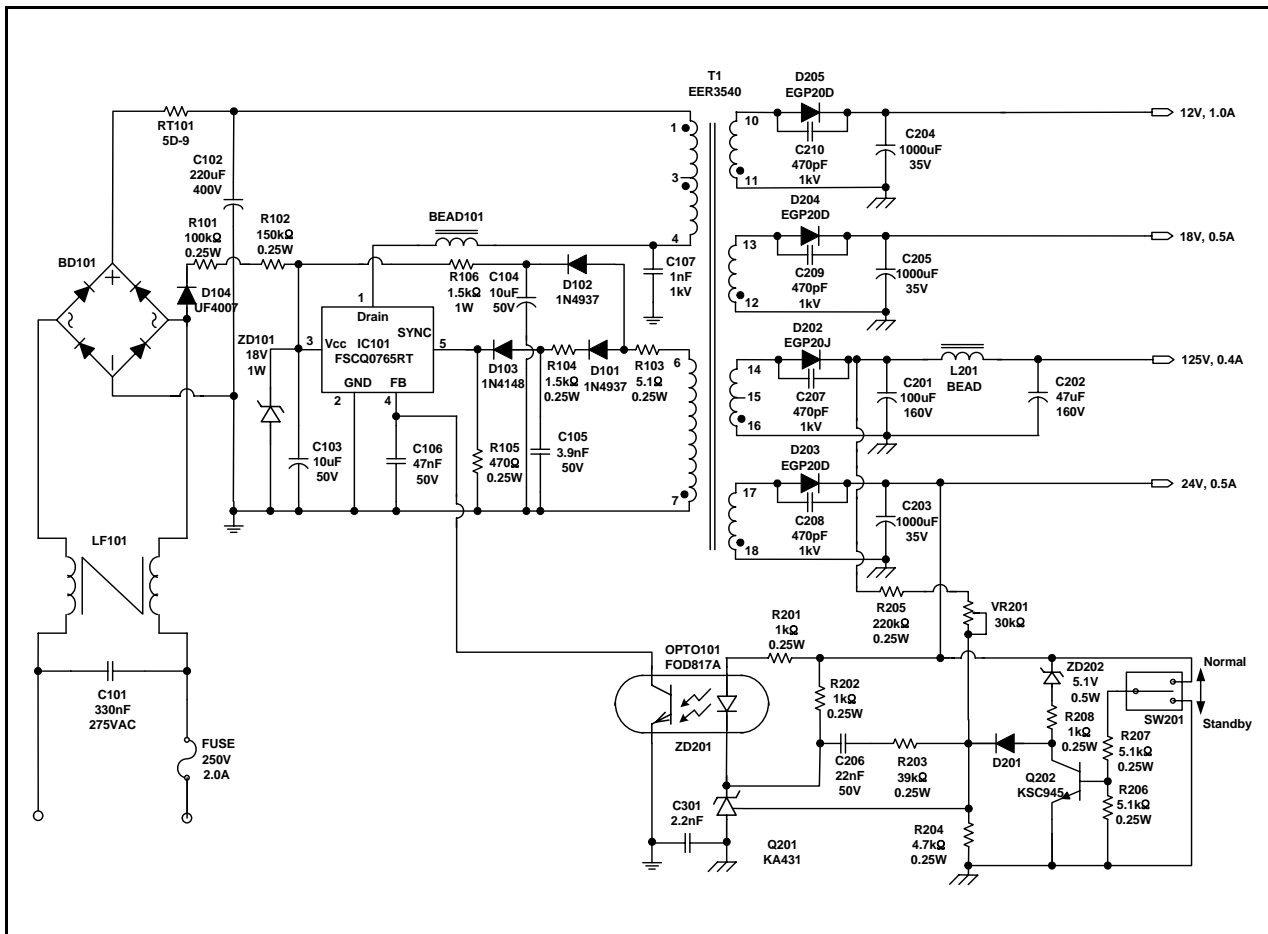 T1
EER3540
D205
EGP20D
C210
470pF
1kV
C204
1000uF
35V
12V, 1.0A
10
11
1
3
4
RT101
5D-9
C102
220uF
400V
R101
100kΩ
0.25W
R102
150kΩ
0.25W
BD101
D104
UF4007
BEAD101
C107
1nF
1kV
D204
EGP20D
C209
470pF
1kV
C205
1000uF
35V
18V, 0.5A
13
12
R106
1.5kΩ
1W
C104
10uF
50V
D102
1N4937
ZD101
18V
1W
1
Drain
SYNC
3
Vcc
IC101
FSCQ0765RT
5
GND
FB
2
4
D103
1N4148
R104
1.5kΩ
0.25W
D101
1N4937
R103
5.1Ω
0.25W
6
7
D202
EGP20J
C207
470pF
1kV
14
15
16
C201
100uF
160V
L201
BEAD
C202
47uF
160V
125V, 0.4A
C103
10uF
50V
C106
47nF
50V
R105
470Ω
0.25W
C105
3.9nF
50V
D203
EGP20D
C208
470pF
1kV
17
18
C203
1000uF
35V
24V, 0.5A
LF101
C101
330nF
275VAC
FUSE
250V
2.0A
R205
220kΩ
0.25W
VR201
30kΩ
OPTO101
FOD817A
R201
1kΩ
0.25W
R202
1kΩ
0.25W
ZD201
C206
22nF
50V
R203
39kΩ
0.25W
D201
ZD202
5.1V
0.5W
R208
1kΩ
0.25W
Q202
KSC945
R207
5.1kΩ
0.25W
R206
5.1kΩ
0.25W
Normal
SW201
Standby
C301
2.2nF
Q201
KA431
R204
4.7kΩ
0.25W